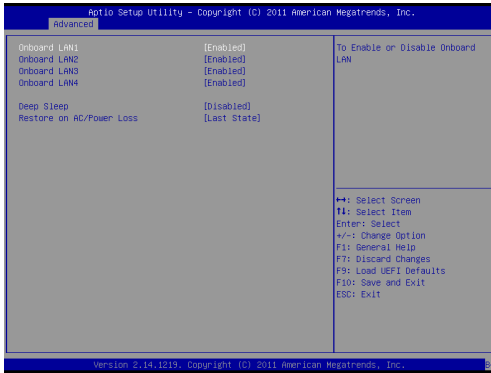 Aptio Setup Utility – Copyright (C) 2011 American Megatrends, Inc.
Advanced
Onboard LAN1 [Enabled]
Onboard LAN2 [Enabled]
Onboard LAN3 [Enabled]
Onboard LAN4 [Enabled]
Deep Sleep [Disabled]
Restore on AC/Power Loss [Last State]
To Enable or Disable Onboard
LAN
↔: Select Screen
↑↓: Select Item
Enter: Select
+/-: Change Option
F1: General Help
F7: Discard Changes
F9: Load UEFI Defaults
F10: Save and Exit
ESC: Exit
Version 2.14.1219. Copyright (C) 2011 American Megatrends, Inc.
B